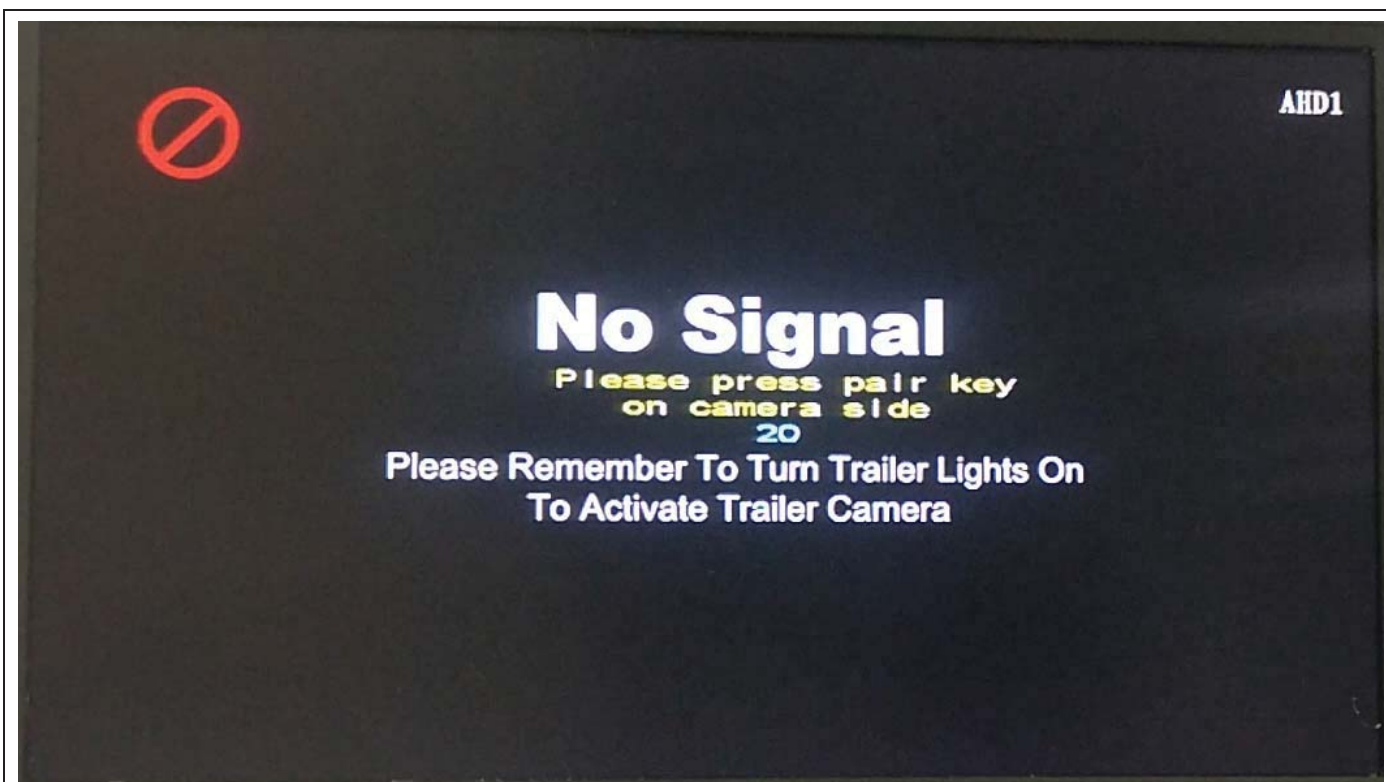 AHD1
No Signal
Please press pair key
on camera side
20
Please Remember To Turn Trailer Lights On
To Activate Trailer Camera